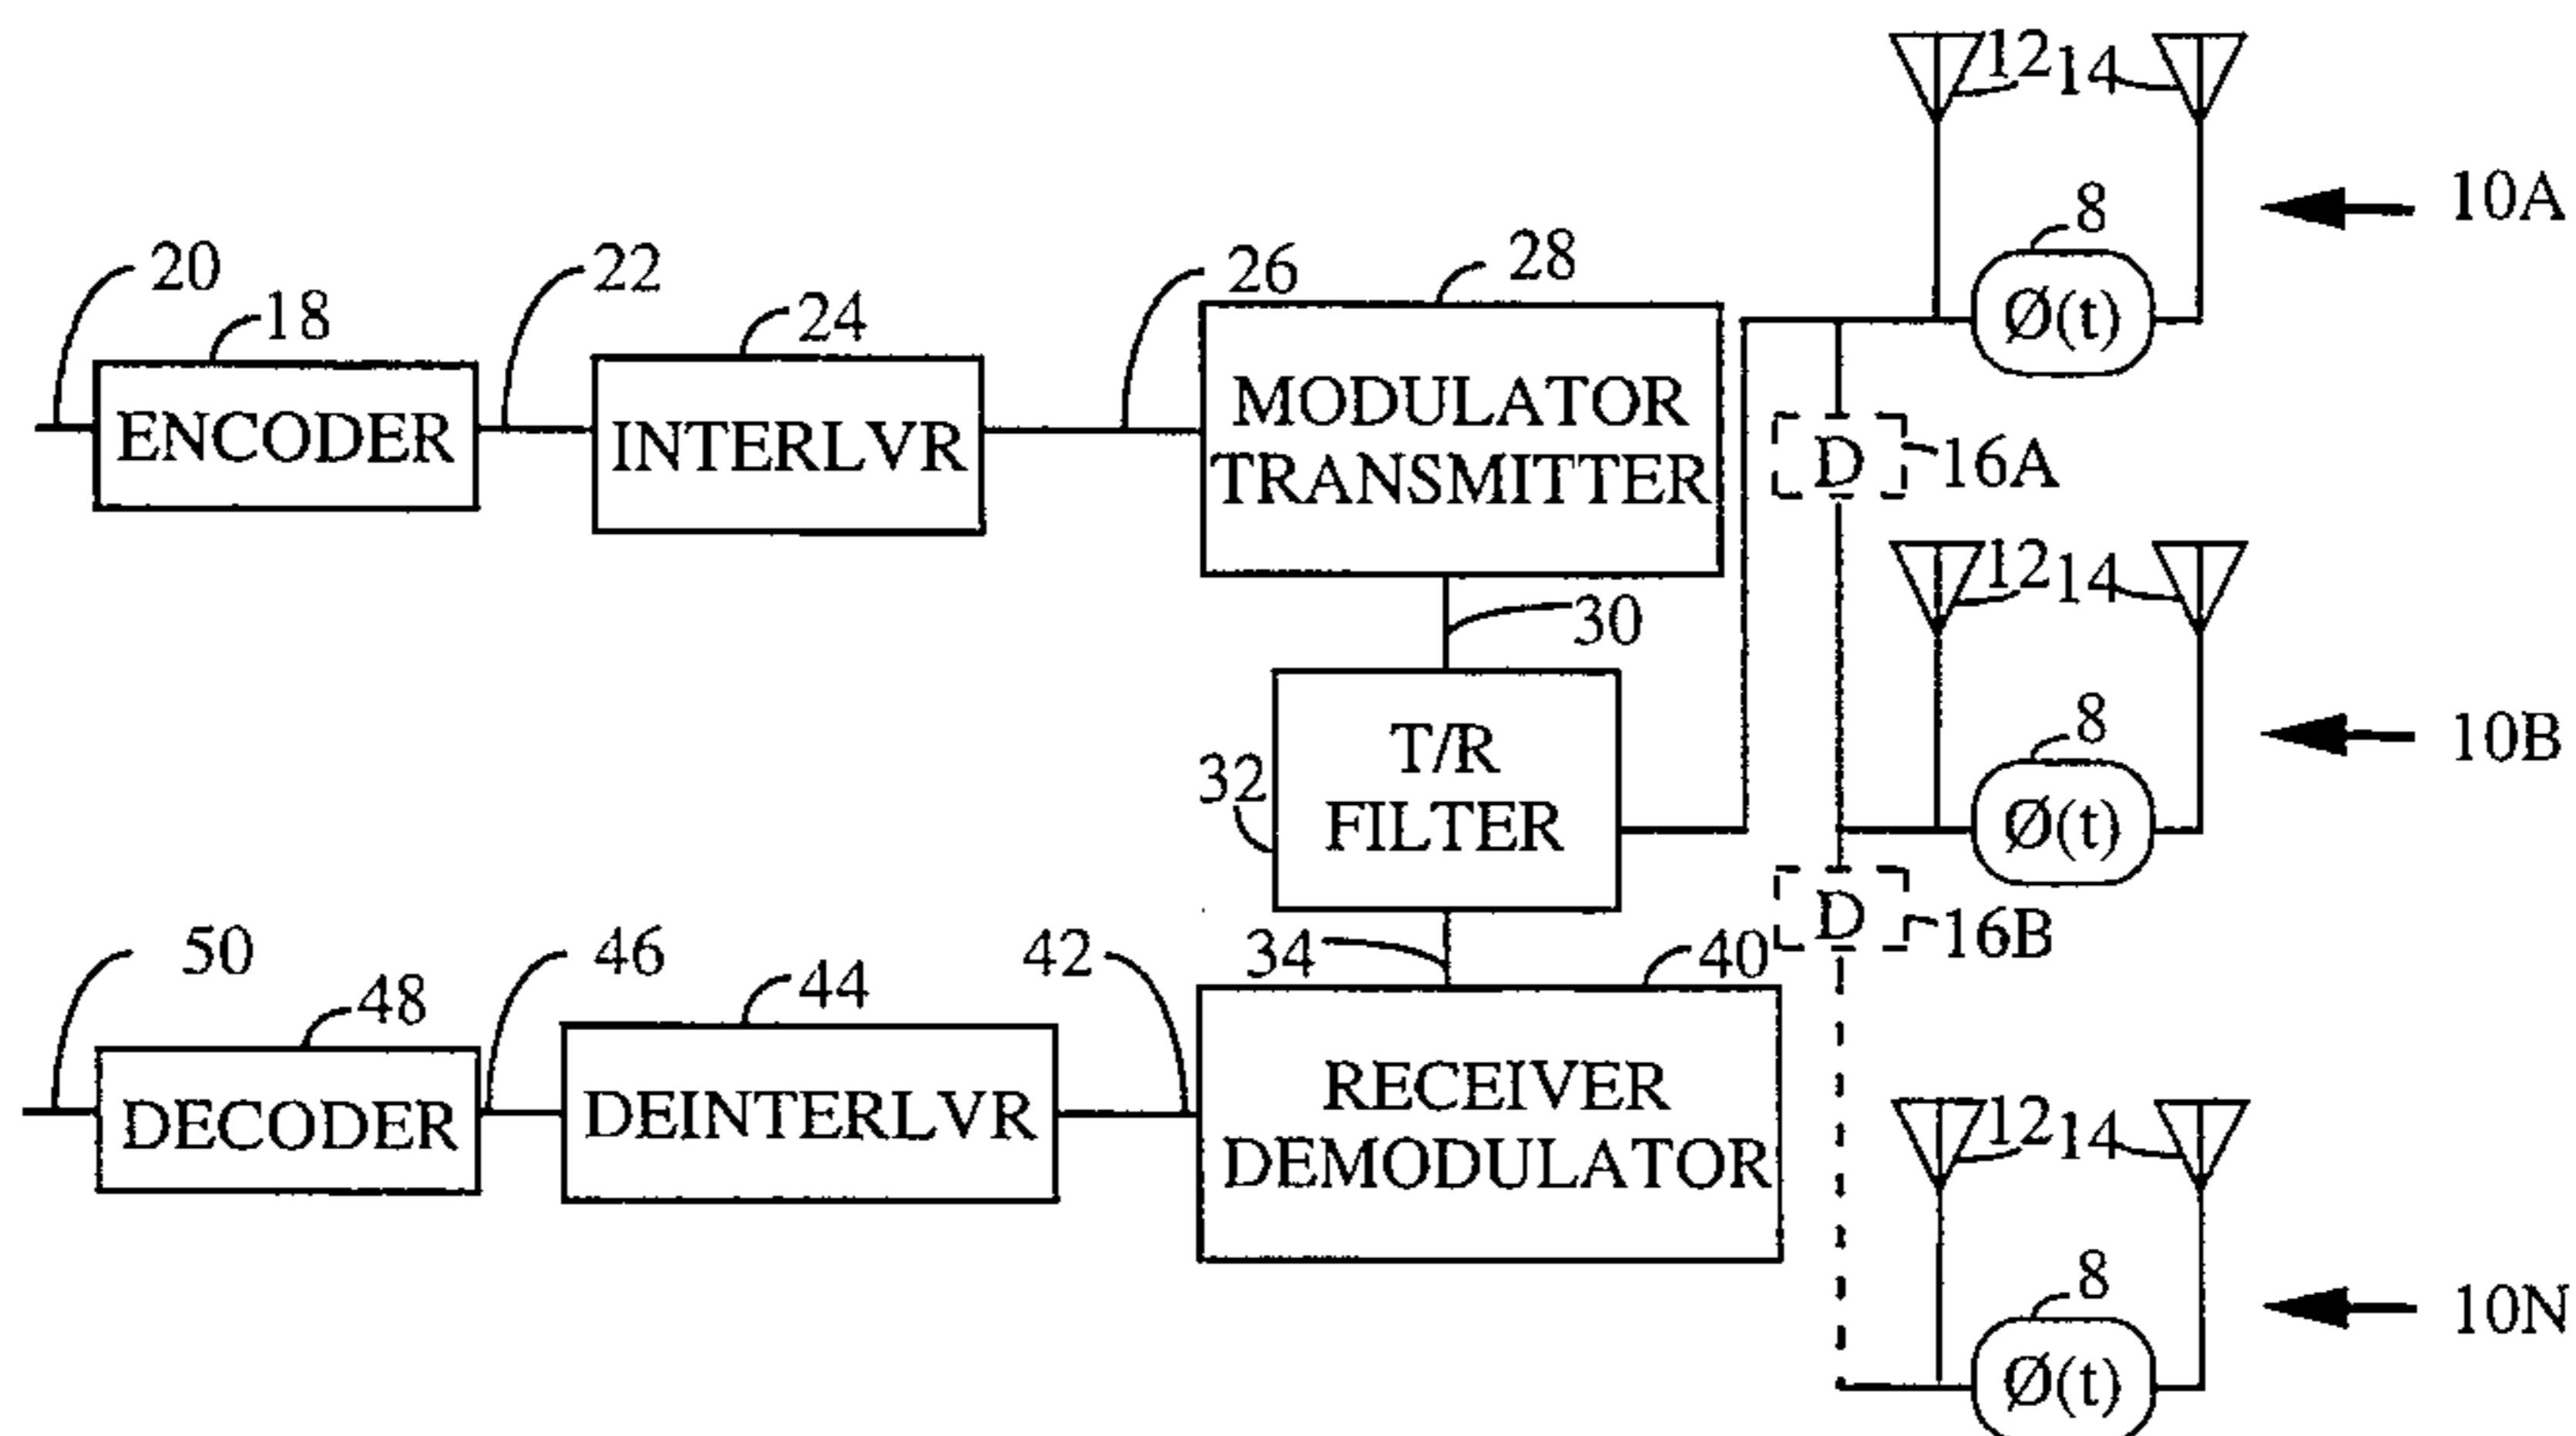 12 14
10A
8
Ø(t)
20
18
ENCODER
22
24
INTERLVR
26
28
MODULATOR
TRANSMITTER
D
16A
12 14
10B
8
Ø(t)
30
32
T/R
FILTER
D
16B
34
50
48
DECODER
46
44
DEINTERLVR
42
40
RECEIVER
DEMODULATOR
12 14
10N
8
Ø(t)